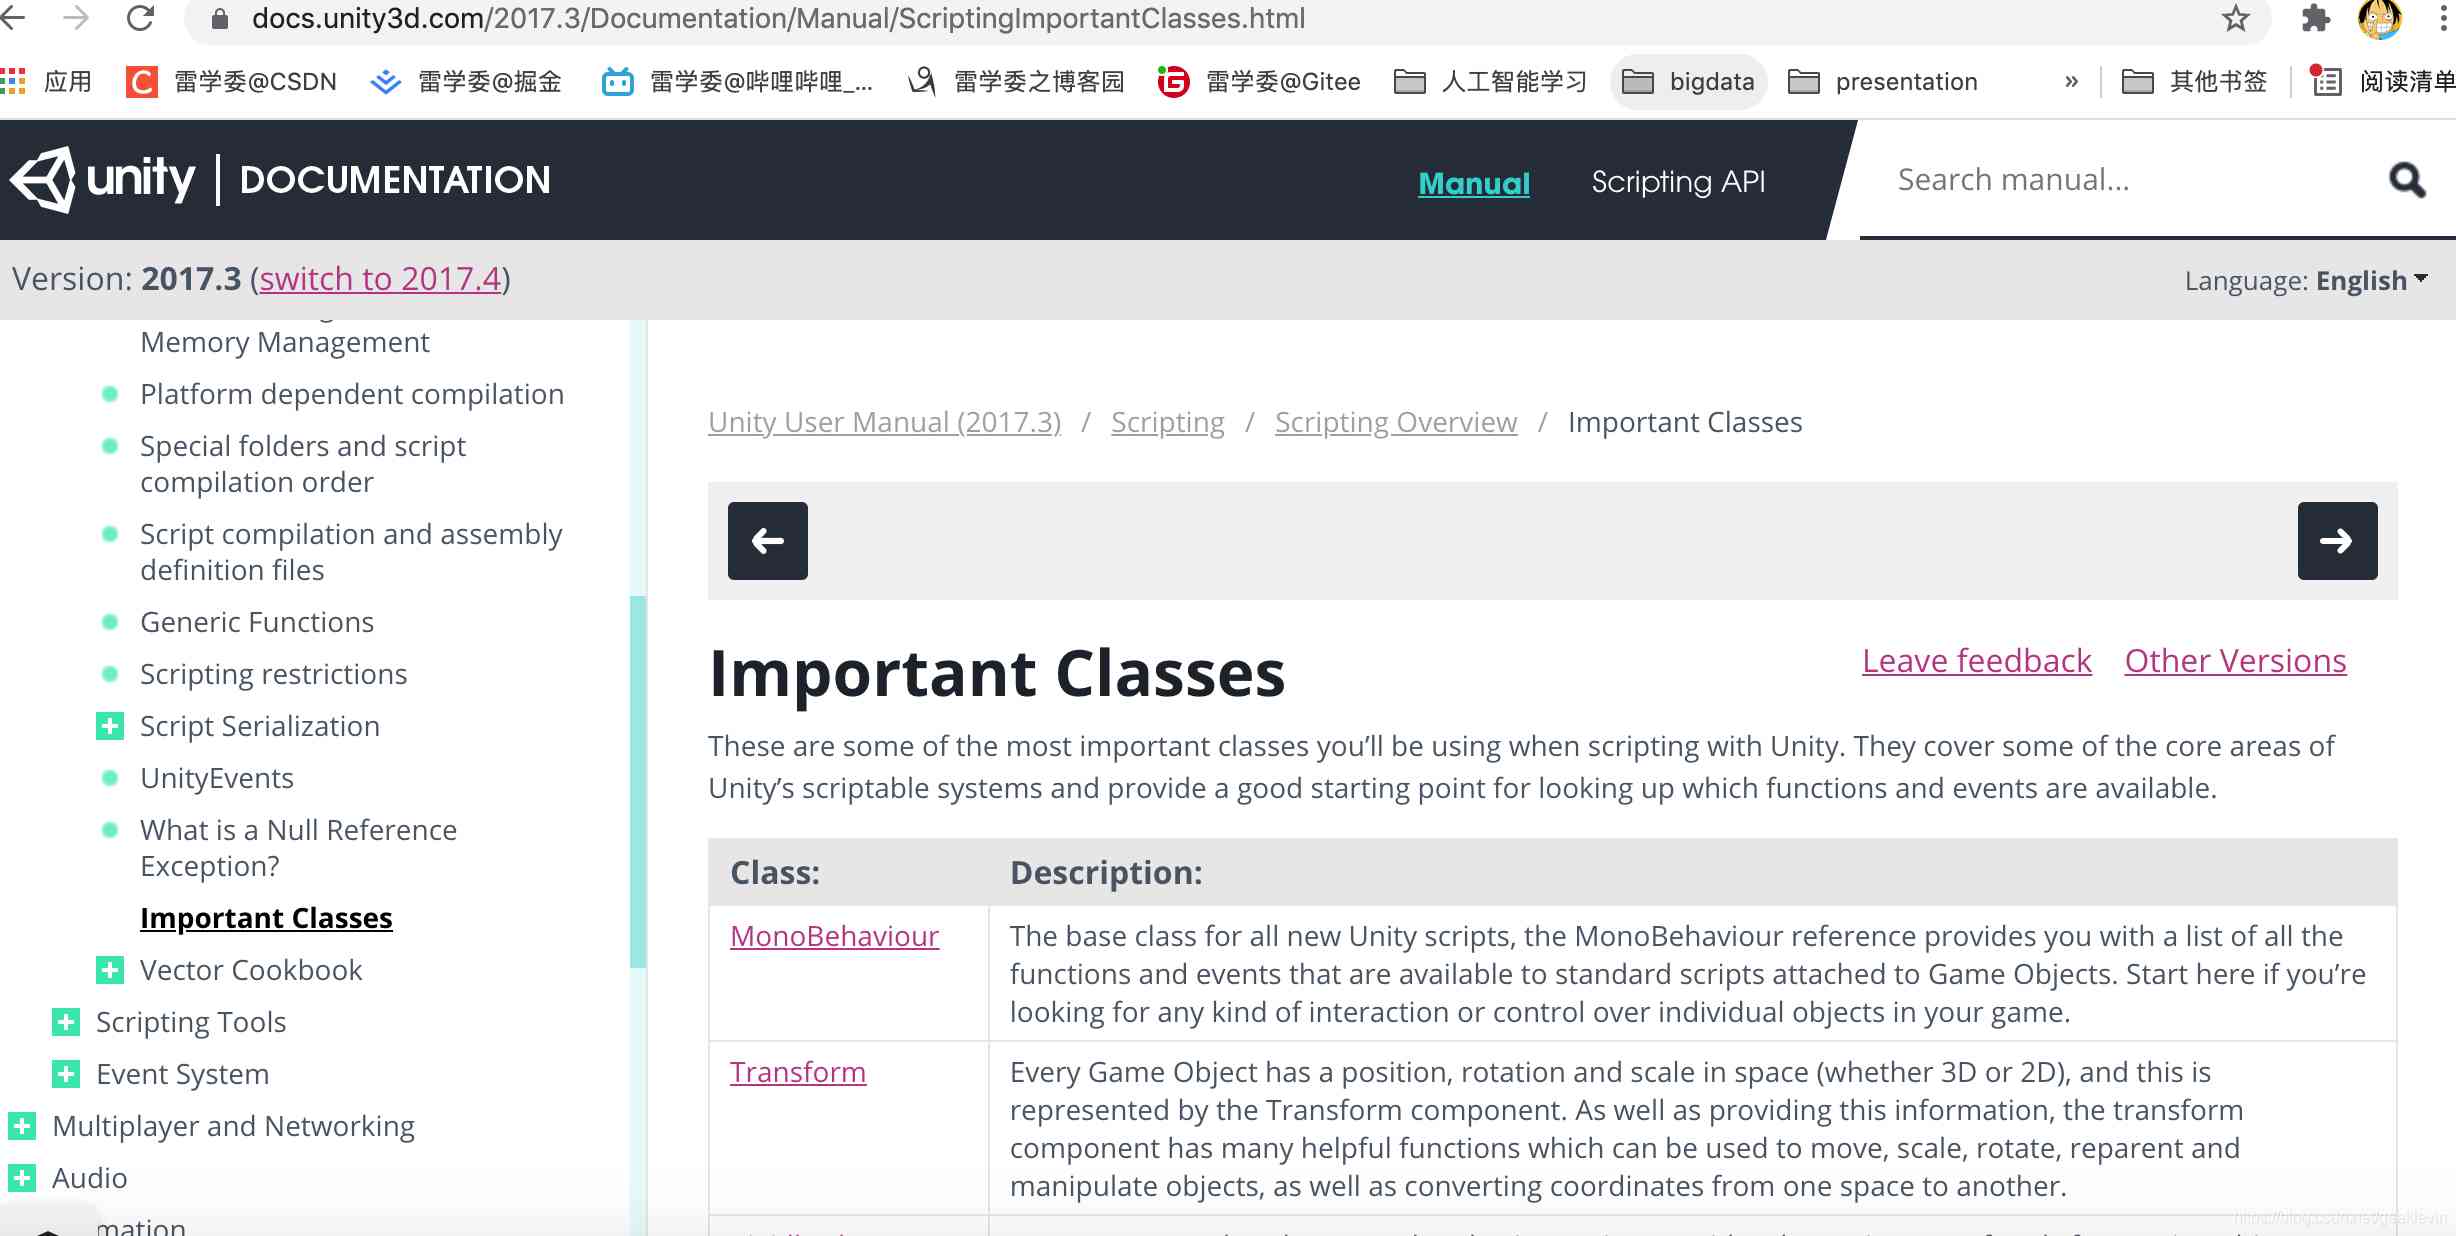 docs.unity3d.com/2017.3/Documentation/Manual/ScriptingImportantClasses.html
应用 雷学委@CSDN 雷学委@掘金 雷学委@哔哩哔哩_... 雷学委之博客园 雷学委@Gitee 人工智能学习 bigdata presentation » 其他书签 阅读清单
unity DOCUMENTATION Manual Scripting API Search manual...
Version: 2017.3 (switch to 2017.4) Language: English
Memory Management
Platform dependent compilation
Special folders and script
compilation order
Script compilation and assembly
definition files
Generic Functions
Scripting restrictions
Script Serialization
UnityEvents
What is a Null Reference
Exception?
Important Classes
Vector Cookbook
Scripting Tools
Event System
Multiplayer and Networking
Audio
mation
Unity User Manual (2017.3) / Scripting / Scripting Overview / Important Classes
Important Classes
Leave feedback Other Versions
These are some of the most important classes you’ll be using when scripting with Unity. They cover some of the core areas of
Unity’s scriptable systems and provide a good starting point for looking up which functions and events are available.
Class: Description:
MonoBehaviour The base class for all new Unity scripts, the MonoBehaviour reference provides you with a list of all the
functions and events that are available to standard scripts attached to Game Objects. Start here if you’re
looking for any kind of interaction or control over individual objects in your game.
Transform Every Game Object has a position, rotation and scale in space (whether 3D or 2D), and this is
represented by the Transform component. As well as providing this information, the transform
component has many helpful functions which can be used to move, scale, rotate, reparent and
manipulate objects, as well as converting coordinates from one space to another.